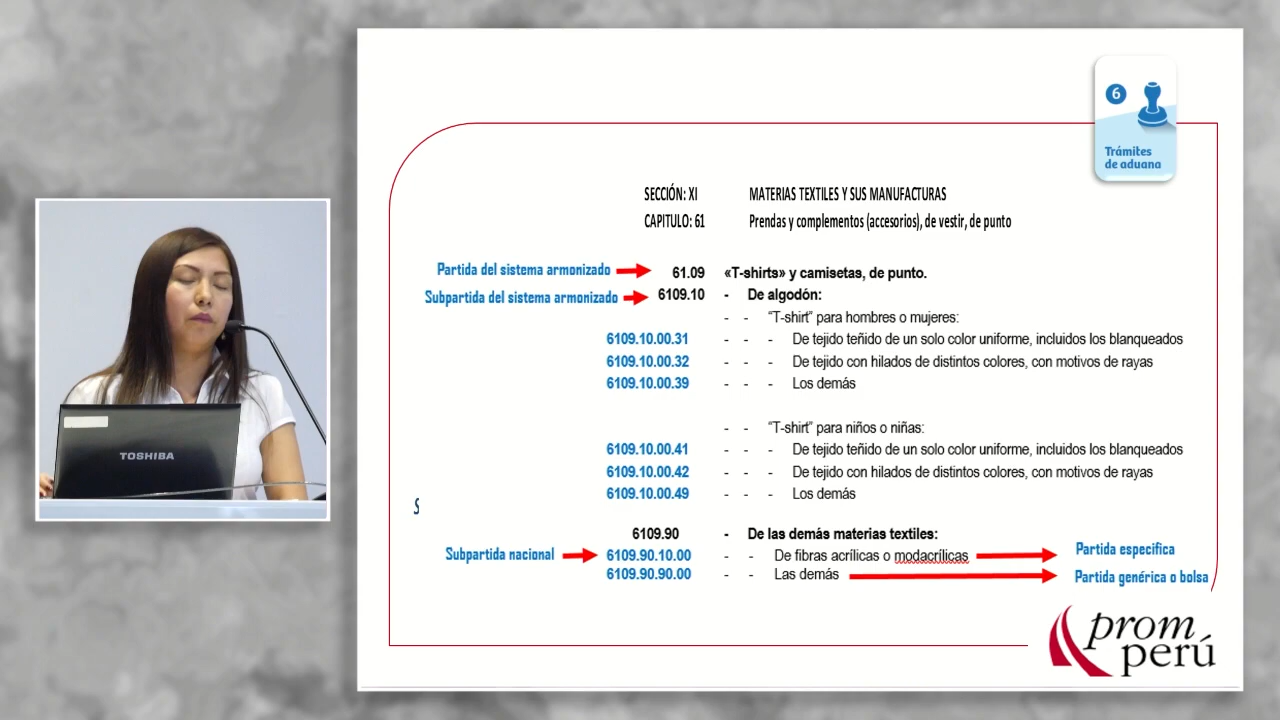 6
Trámites
de aduana
SECCIÓN: XI MATERIAS TEXTILES Y SUS MANUFACTURAS
CAPITULO: 61 Prendas y complementos (accesorios), de vestir, de punto
Partida del sistema armonizado 61.09 «T-shirts» y camisetas, de punto.
Subpartida del sistema armonizado 6109.10 - De algodón:
- - "T-shirt" para hombres o mujeres:
6109.10.00.31 - - - De tejido teñido de un solo color uniforme, incluidos los blanqueados
6109.10.00.32 - - - De tejido con hilados de distintos colores, con motivos de rayas
6109.10.00.39 - - - Los demás
- - "T-shirt" para niños o niñas:
6109.10.00.41 - - - De tejido teñido de un solo color uniforme, incluidos los blanqueados
6109.10.00.42 - - - De tejido con hilados de distintos colores, con motivos de rayas
6109.10.00.49 - - - Los demás
S
6109.90 - De las demás materias textiles:
Subpartida nacional 6109.90.10.00 - - De fibras acrílicas o modacrílicas Partida específica
6109.90.90.00 - - Las demás Partida genérica o bolsa
prom
perú
TOSHIBA